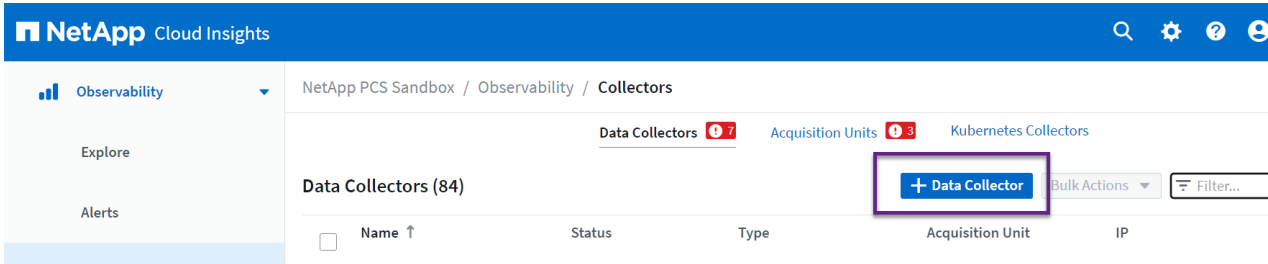 NetApp Cloud Insights
Observability
NetApp PCS Sandbox / Observability / Collectors
Data Collectors 7 Acquisition Units 3 Kubernetes Collectors
Explore
Data Collectors (84) + Data Collector Bulk Actions Filter...
Alerts
Name ↑ Status Type Acquisition Unit IP